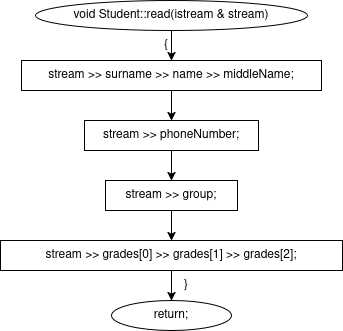 void Student::read(istream & stream)
{
stream >> surname >> name >> middleName;
stream >> phoneNumber;
stream >> group;
stream >> grades[0] >> grades[1] >> grades[2];
}
return;